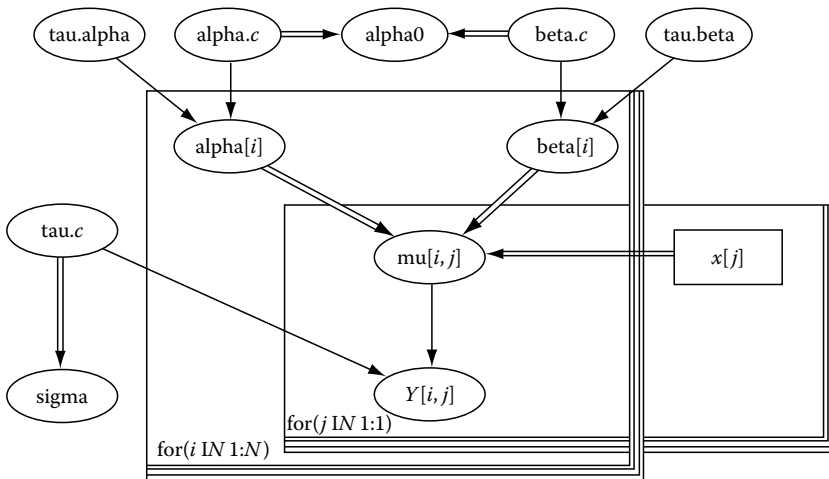 tau.alpha
alpha.c
alpha0
beta.c
tau.beta
alpha[i]
beta[i]
tau.c
mu[i, j]
x[j]
sigma
Y[i, j]
for(j IN 1:1)
for(i IN 1:N)